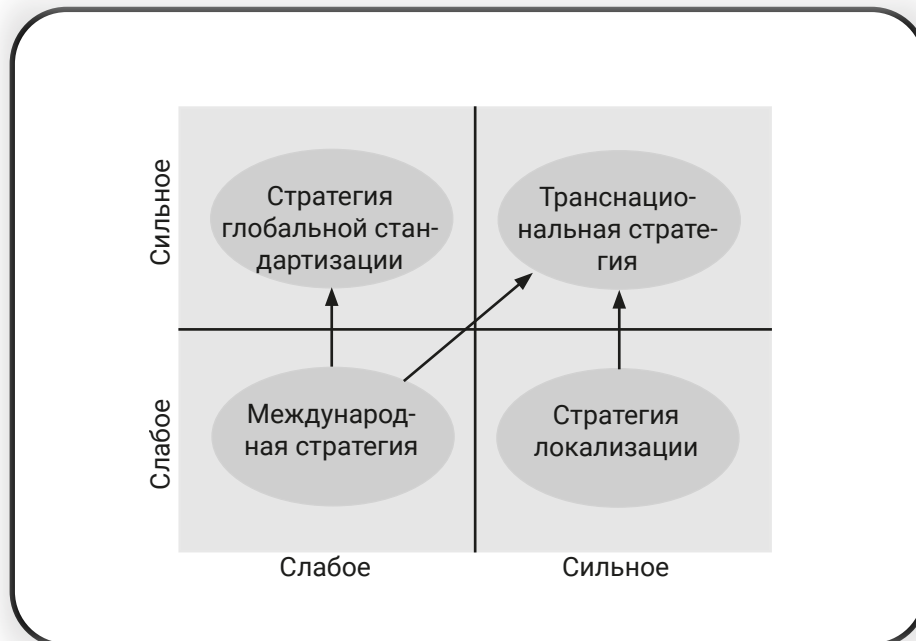 Сильное
Стратегия
глобальной стан-
дартизации
Транснацио-
нальная страте-
гия
Слабое
Международ-
ная стратегия
Стратегия
локализации
Слабое
Сильное